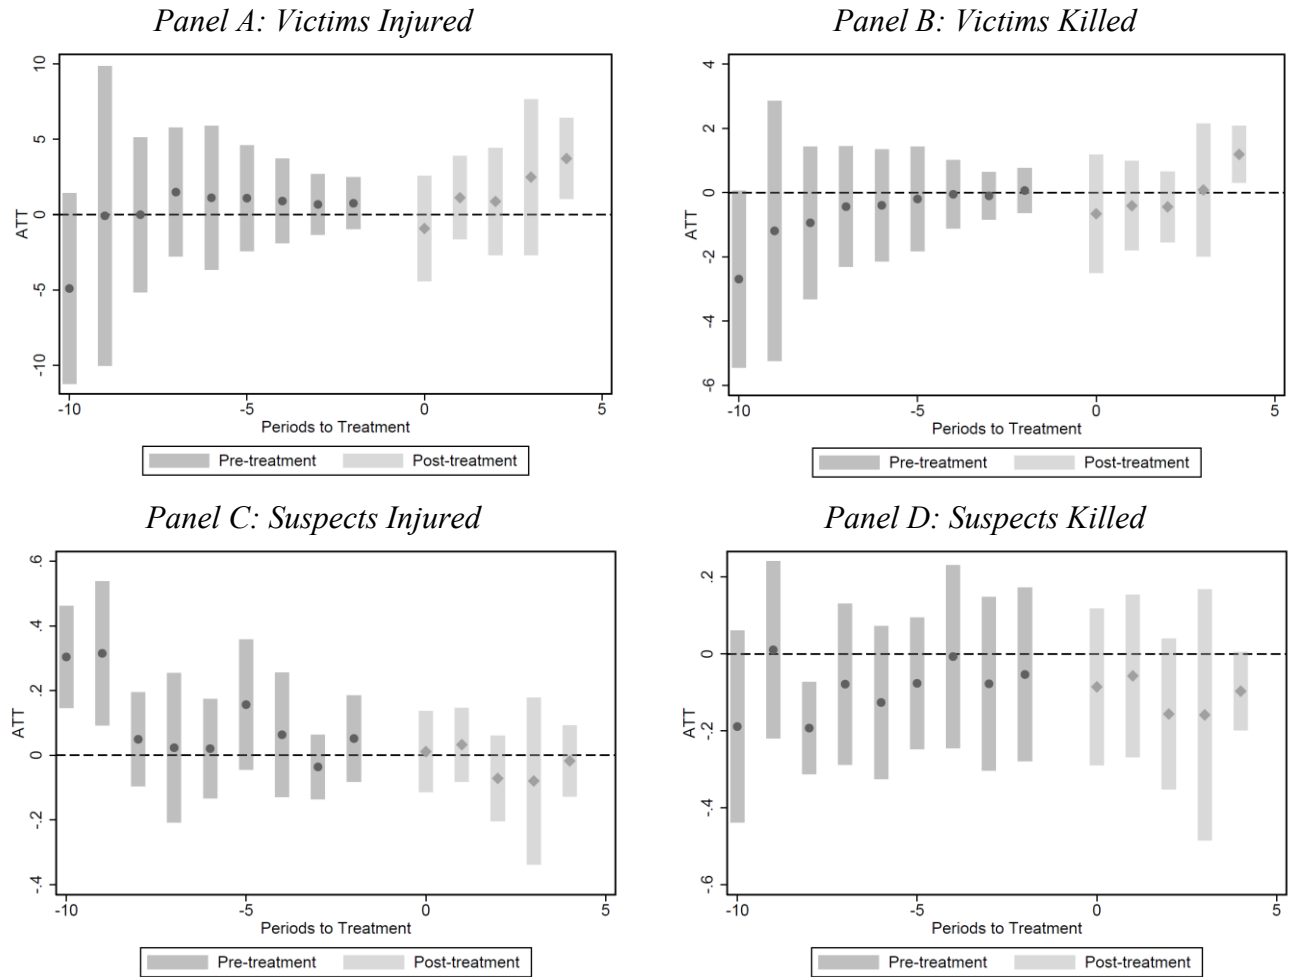 Panel A: Victims Injured
10
5
0
-5
-10
ATT
-10
-5
0
5
Periods to Treatment
Pre-treatment
Post-treatment
Panel B: Victims Killed
4
2
0
-2
-4
-6
ATT
-10
-5
0
5
Periods to Treatment
Pre-treatment
Post-treatment
Panel C: Suspects Injured
.6
.4
.2
0
-.2
-.4
ATT
-10
-5
0
5
Periods to Treatment
Pre-treatment
Post-treatment
Panel D: Suspects Killed
.2
0
-.2
-.4
-.6
ATT
-10
-5
0
5
Periods to Treatment
Pre-treatment
Post-treatment